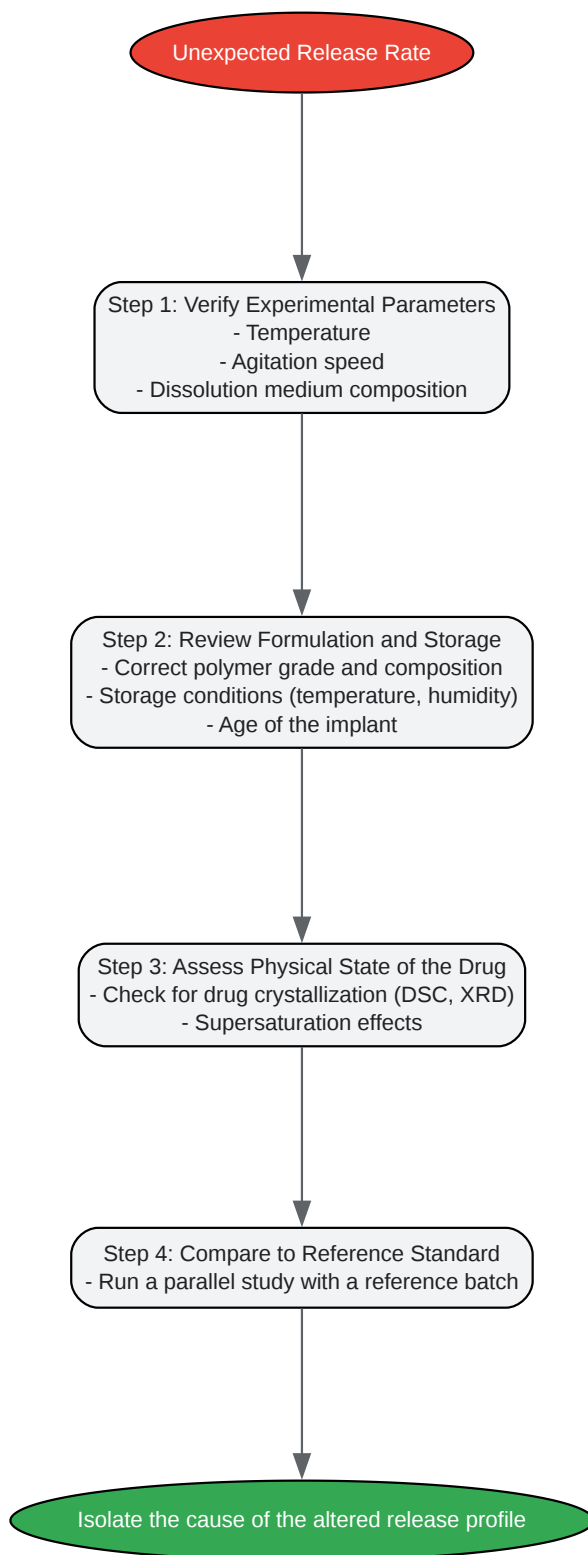 Unexpected Release Rate
Step 1: Verify Experimental Parameters
- Temperature
- Agitation speed
- Dissolution medium composition
Step 2: Review Formulation and Storage
- Correct polymer grade and composition
- Storage conditions (temperature, humidity)
- Age of the implant
Step 3: Assess Physical State of the Drug
- Check for drug crystallization (DSC, XRD)
- Supersaturation effects
Step 4: Compare to Reference Standard
- Run a parallel study with a reference batch
Isolate the cause of the altered release profile